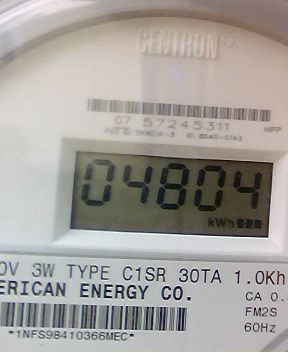 CENTRON®
07 57245311
HPP
04804
kWh
0V 3W TYPE C1SR 30TA 1.0Kh
ERICAN ENERGY CO.
CA 0.
FM2S
*1NFS98410366MEC*
60Hz